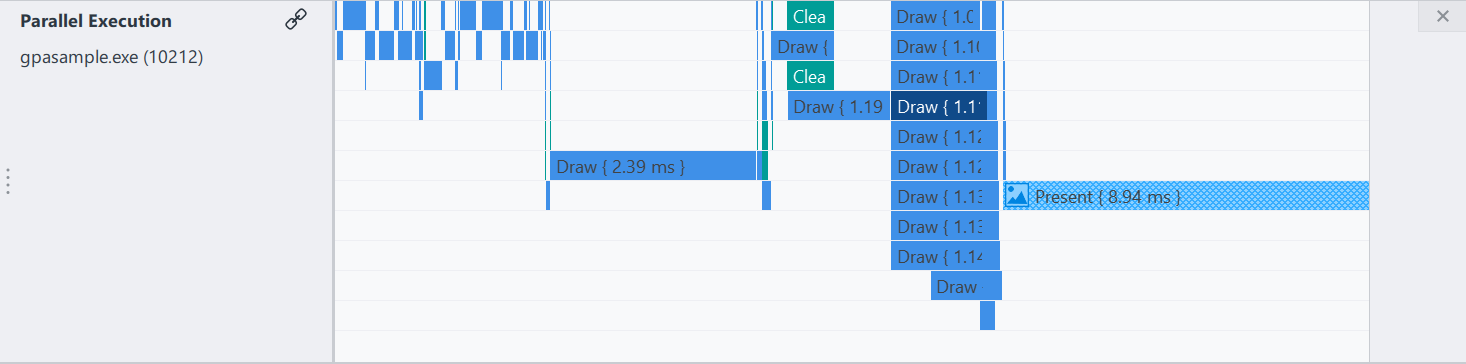 Parallel Execution
gpasample.exe (10212)
Clea Draw { 1.0
Draw { Draw { 1.10
Clea Draw { 1.1
Draw { 1.19 Draw { 1.1
Draw { 1.12
Draw { 2.39 ms } Draw { 1.12
Draw { 1.13 Present { 8.94 ms }
Draw { 1.13
Draw { 1.14
Draw